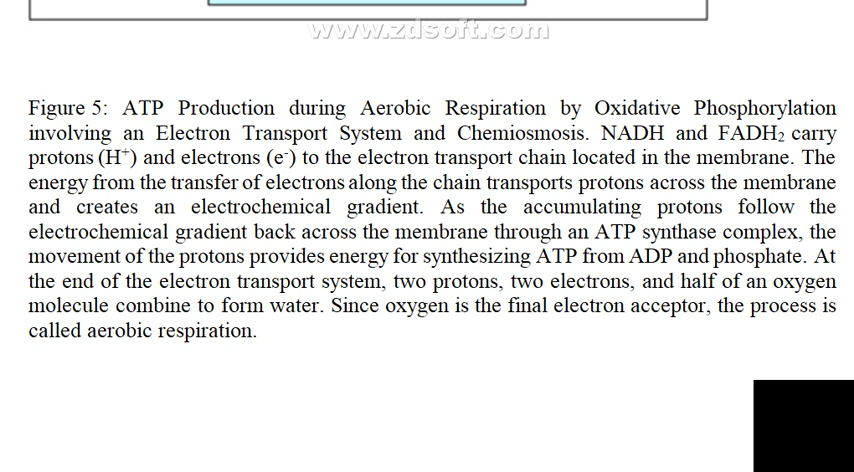 www.zdsoft.com
Figure 5: ATP Production during Aerobic Respiration by Oxidative Phosphorylation
involving an Electron Transport System and Chemiosmosis. NADH and FADH₂ carry
protons (H⁺) and electrons (e⁻) to the electron transport chain located in the membrane. The
energy from the transfer of electrons along the chain transports protons across the membrane
and creates an electrochemical gradient. As the accumulating protons follow the
electrochemical gradient back across the membrane through an ATP synthase complex, the
movement of the protons provides energy for synthesizing ATP from ADP and phosphate. At
the end of the electron transport system, two protons, two electrons, and half of an oxygen
molecule combine to form water. Since oxygen is the final electron acceptor, the process is
called aerobic respiration.